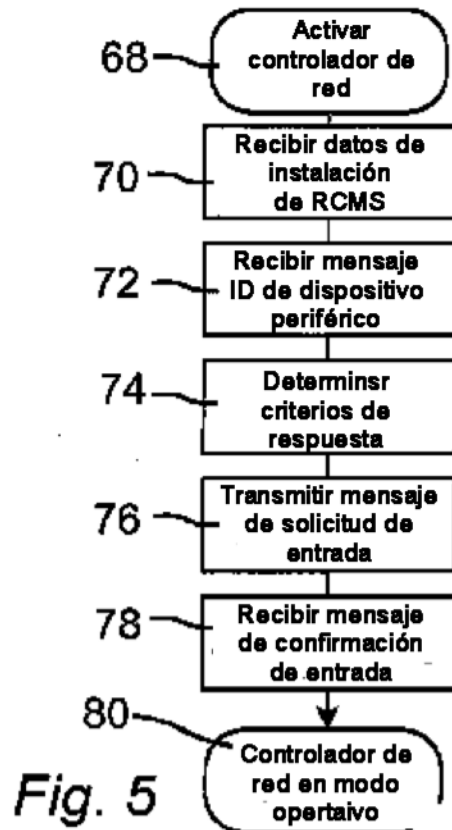 68
Activar
controlador de
red
70
Recibir datos de
instalación
de RCMS
72
Recibir mensaje
ID de dispositivo
periférico
74
Determinsr
criterios de
respuesta
76
Transmitir mensaje
de solicitud de
entrada
78
Recibir mensaje
de confirmación
de entrada
80
Controlador de
red en modo
opertaivo
Fig. 5